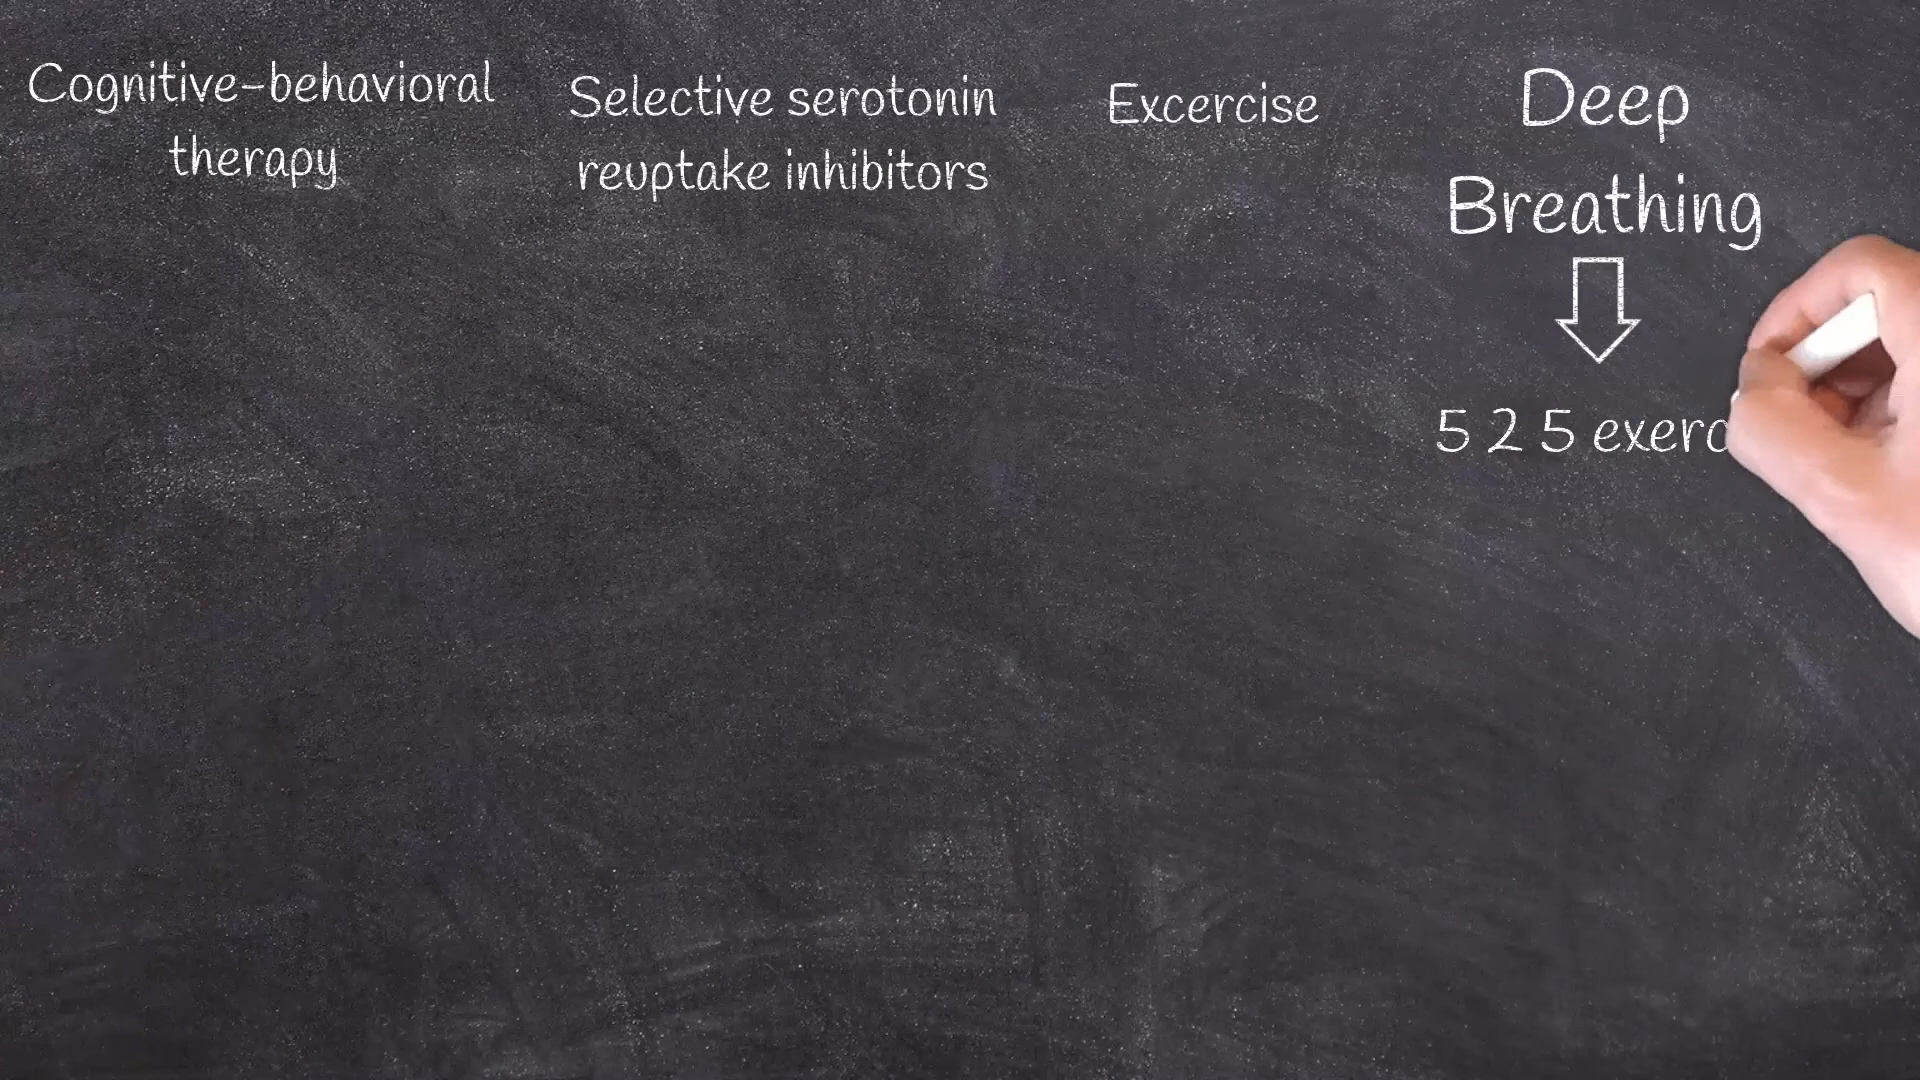 Cognitive-behavioral
therapy
Selective serotonin
reuptake inhibitors
Excercise
Deep
Breathing
5 2 5